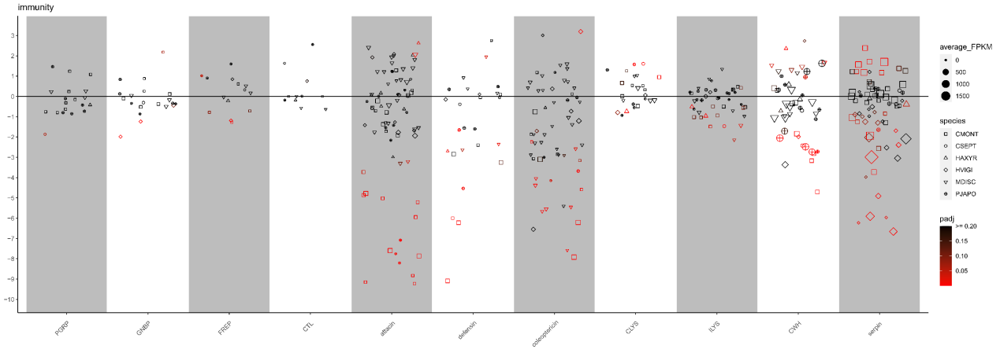 immunity
3
2
1
0
−1
−2
−3
−4
−5
−6
−7
−8
−9
−10
PGRP
GNBP
FREP
CTL
attacin
defensin
coleoptericin
CLYS
ILYS
CWH
serpin
average_FPKM
0
500
1000
1500
species
CMONT
CSEPT
HAXYR
HVIGI
MDISC
PJAPO
padj
>= 0.20
0.15
0.10
0.05